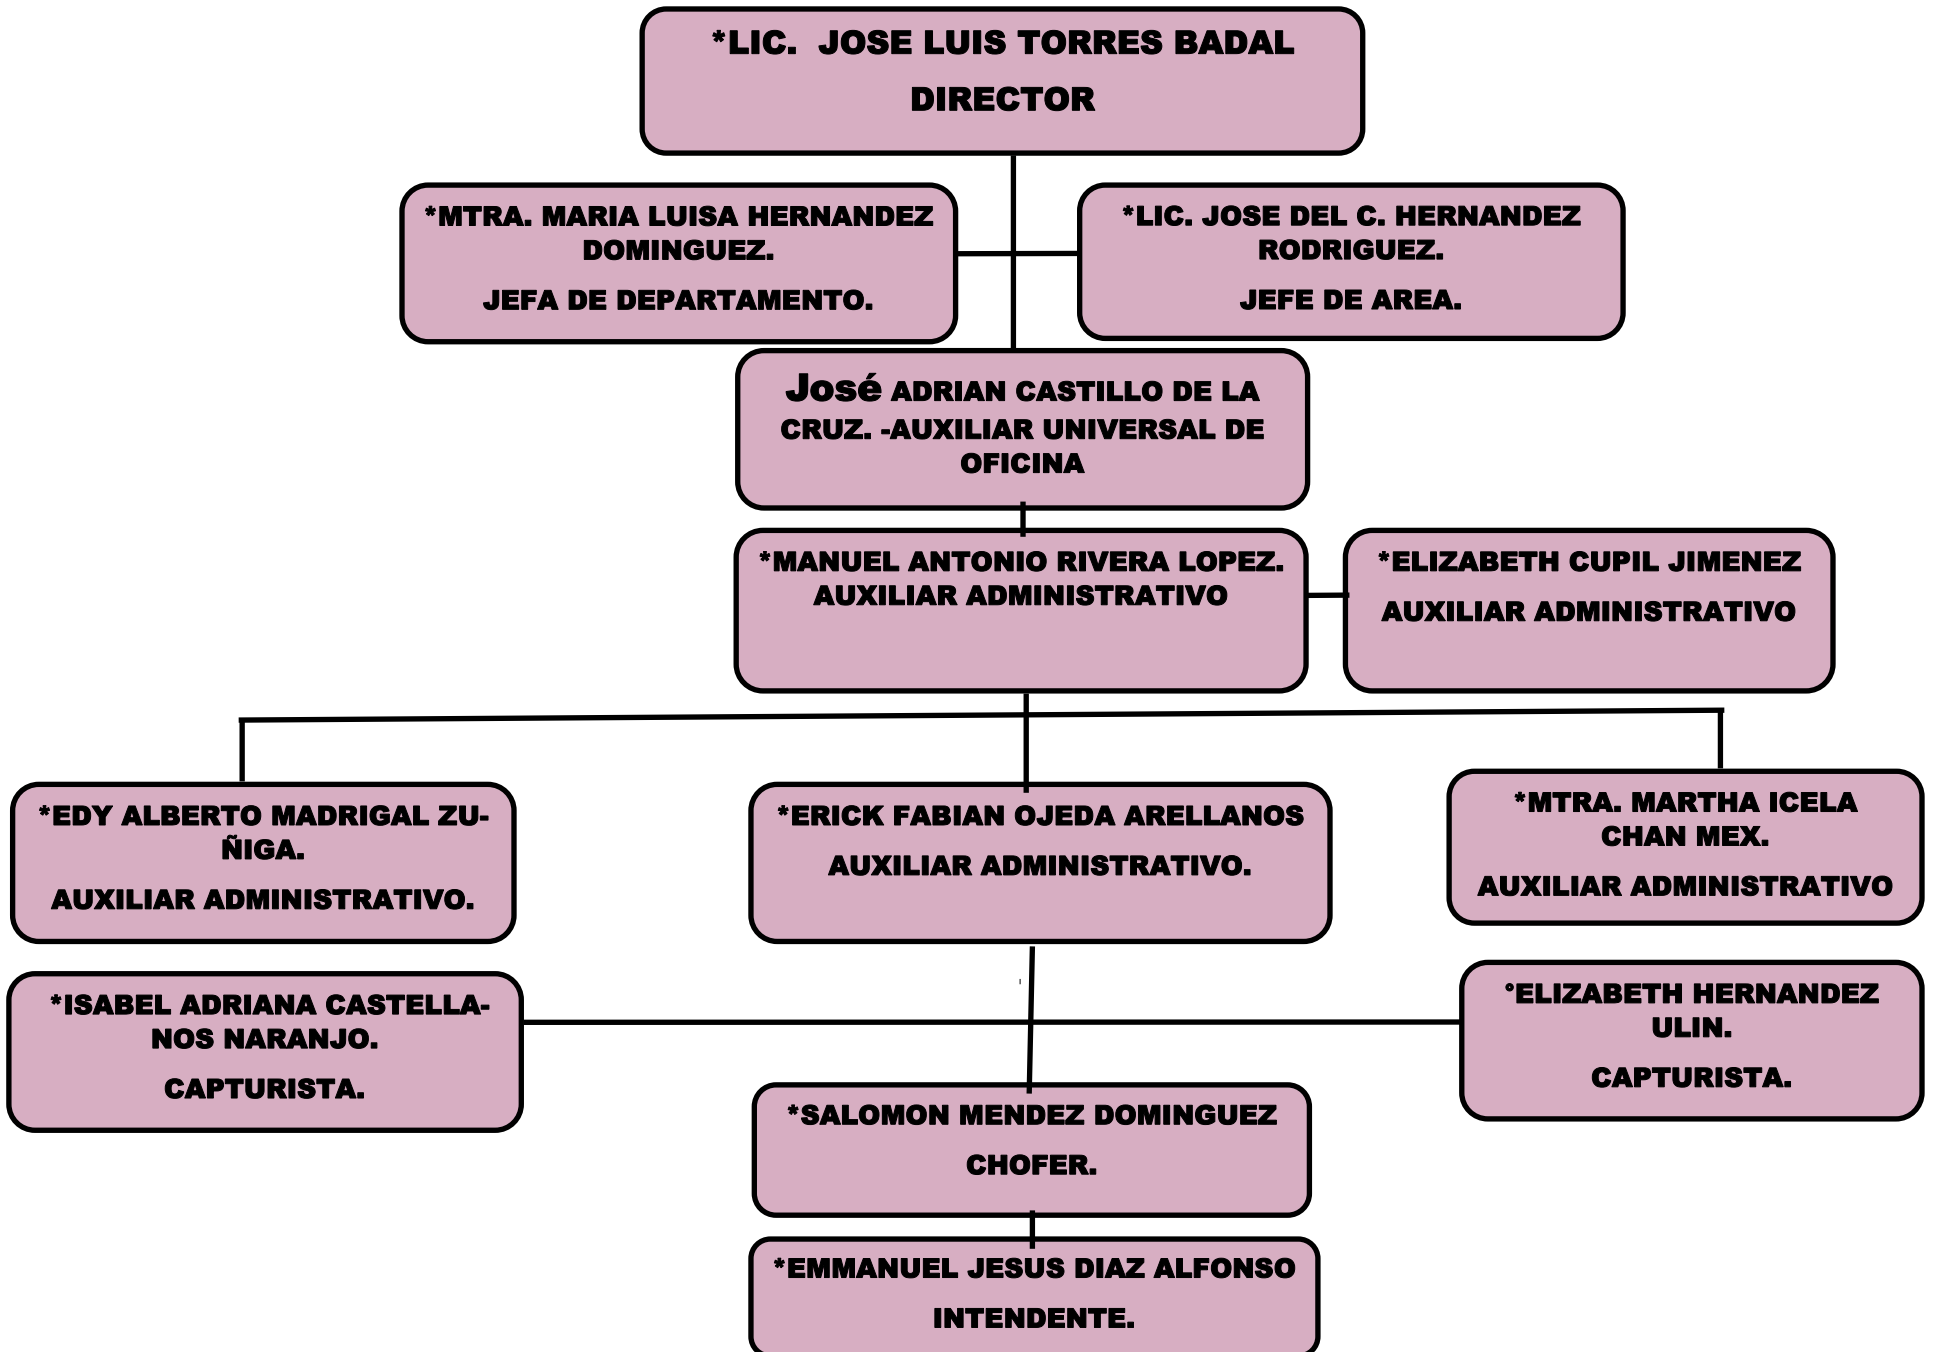 *LIC. JOSE LUIS TORRES BADAL
DIRECTOR
*MTRA. MARIA LUISA HERNANDEZ
DOMINGUEZ.
JEFA DE DEPARTAMENTO.
*LIC. JOSE DEL C. HERNANDEZ
RODRIGUEZ.
JEFE DE AREA.
José ADRIAN CASTILLO DE LA
CRUZ. -AUXILIAR UNIVERSAL DE
OFICINA
*MANUEL ANTONIO RIVERA LOPEZ.
AUXILIAR ADMINISTRATIVO
*ELIZABETH CUPIL JIMENEZ
AUXILIAR ADMINISTRATIVO
*EDY ALBERTO MADRIGAL ZU-
ÑIGA.
AUXILIAR ADMINISTRATIVO.
*ERICK FABIAN OJEDA ARELLANOS
AUXILIAR ADMINISTRATIVO.
*MTRA. MARTHA ICELA
CHAN MEX.
AUXILIAR ADMINISTRATIVO
*ISABEL ADRIANA CASTELLA-
NOS NARANJO.
CAPTURISTA.
°ELIZABETH HERNANDEZ
ULIN.
CAPTURISTA.
*SALOMON MENDEZ DOMINGUEZ
CHOFER.
*EMMANUEL JESUS DIAZ ALFONSO
INTENDENTE.